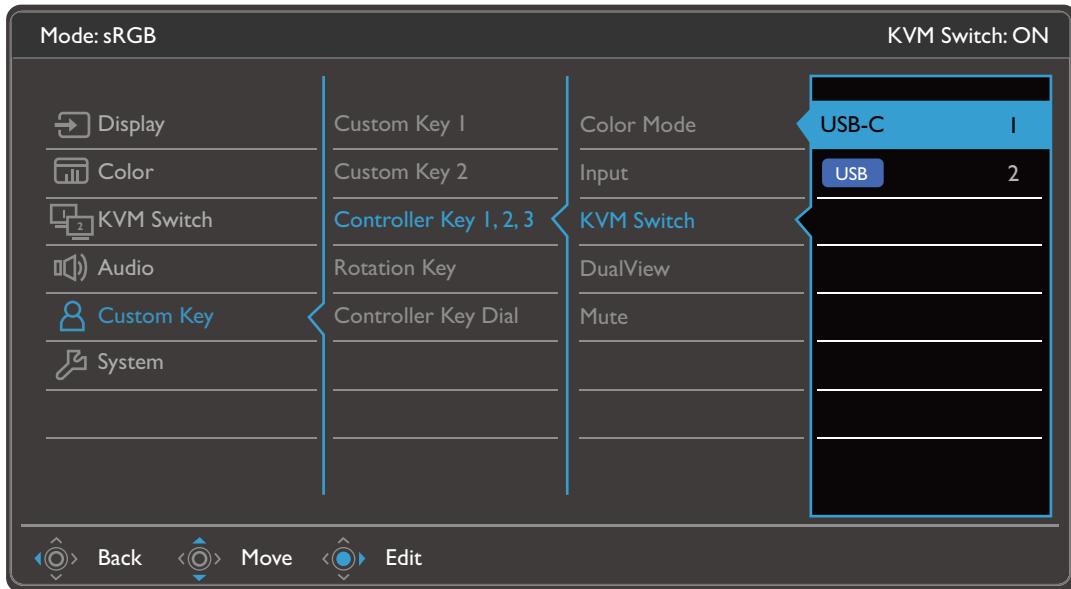 Mode: sRGB
KVM Switch: ON
Display
Color
1
2
KVM Switch
Audio
Custom Key
System
Custom Key 1
Custom Key 2
Controller Key 1, 2, 3
Rotation Key
Controller Key Dial
Color Mode
Input
KVM Switch
DualView
Mute
USB-C 1
USB 2
Back Move Edit